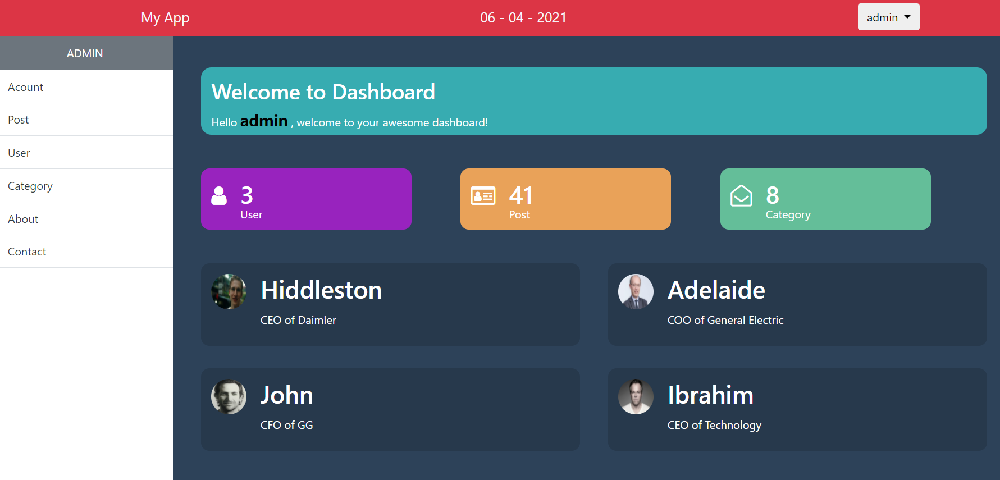 My App
06 - 04 - 2021
admin
ADMIN
Acount
Post
User
Category
About
Contact
Welcome to Dashboard
Hello admin , welcome to your awesome dashboard!
3
User
41
Post
8
Category
Hiddleston
CEO of Daimler
Adelaide
COO of General Electric
John
CFO of GG
Ibrahim
CEO of Technology